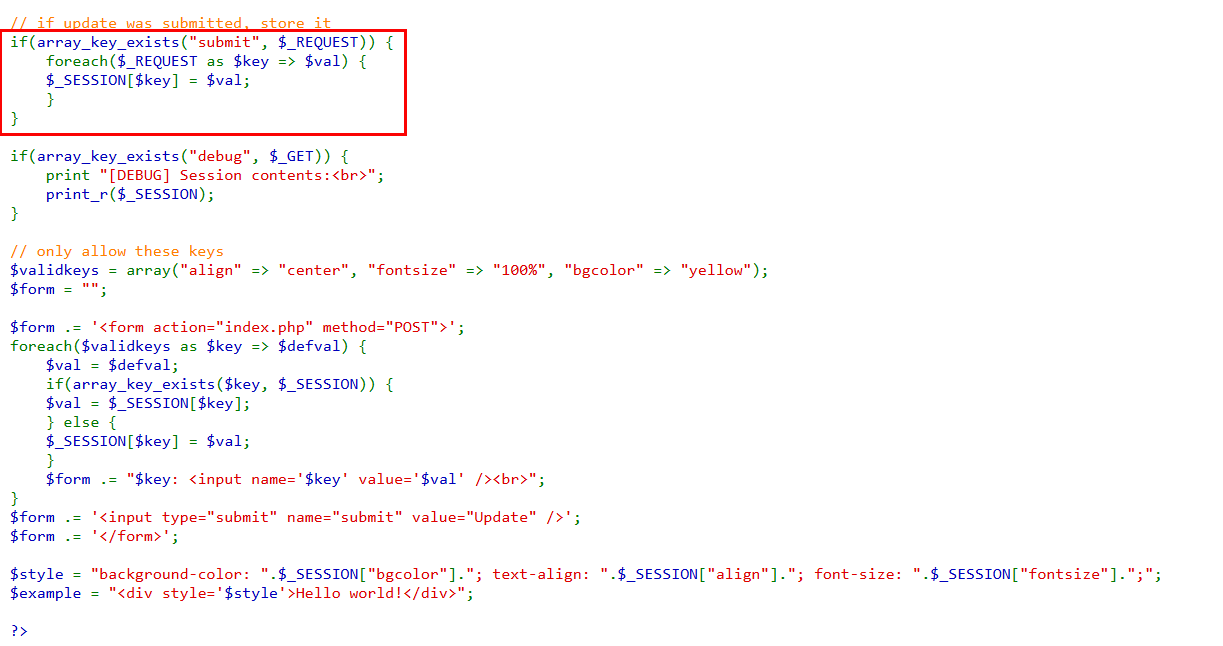 // if update was submitted, store it
if(array_key_exists("submit", $_REQUEST)) {
    foreach($_REQUEST as $key => $val) {
    $_SESSION[$key] = $val;
    }
}
if(array_key_exists("debug", $_GET)) {
    print "[DEBUG] Session contents:<br>";
    print_r($_SESSION);
}
// only allow these keys
$validkeys = array("align" => "center", "fontsize" => "100%", "bgcolor" => "yellow");
$form = "";
$form .= '<form action="index.php" method="POST">';
foreach($validkeys as $key => $defval) {
    $val = $defval;
    if(array_key_exists($key, $_SESSION)) {
    $val = $_SESSION[$key];
    } else {
    $_SESSION[$key] = $val;
    }
    $form .= "$key: <input name='$key' value='$val' /><br>";
}
$form .= '<input type="submit" name="submit" value="Update" />';
$form .= '</form>';
$style = "background-color: ".$_SESSION["bgcolor"]."; text-align: ".$_SESSION["align"]."; font-size: ".$_SESSION["fontsize"].";";
$example = "<div style='$style'>Hello world!</div>";
?>